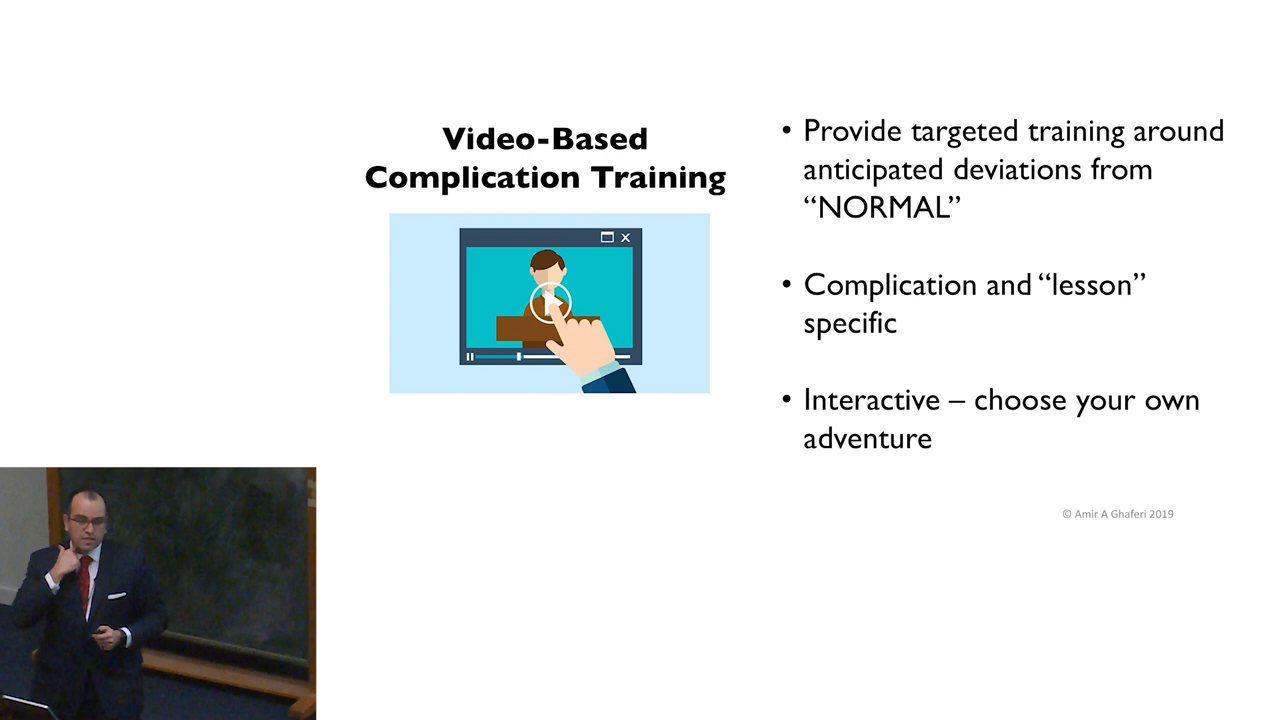 Video-Based
Complication Training
• Provide targeted training around
anticipated deviations from
“NORMAL”
• Complication and “lesson”
specific
• Interactive – choose your own
adventure
© Amir A Ghaferi 2019